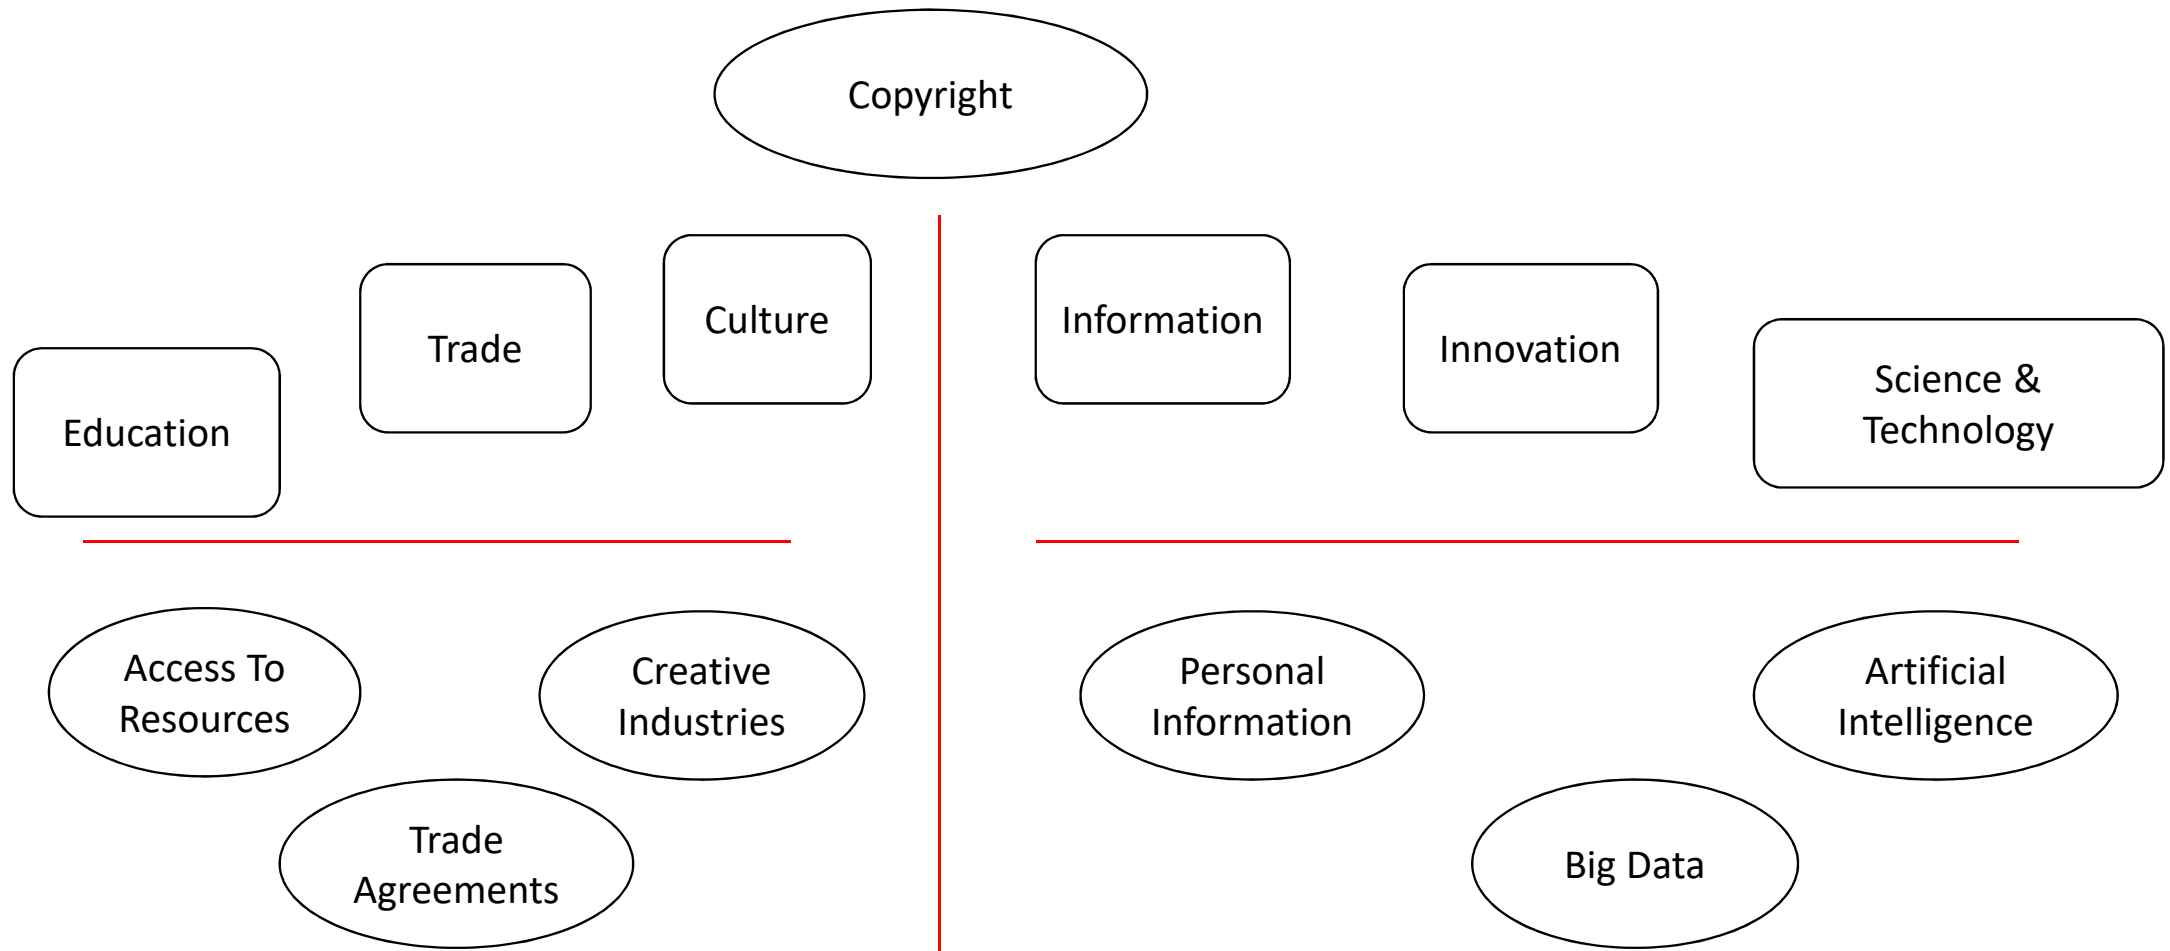 Copyright
Culture
Information
Trade
Innovation
Science &
Technology
Education
Access To
Resources
Creative
Industries
Personal
Information
Artificial
Intelligence
Trade
Agreements
Big Data